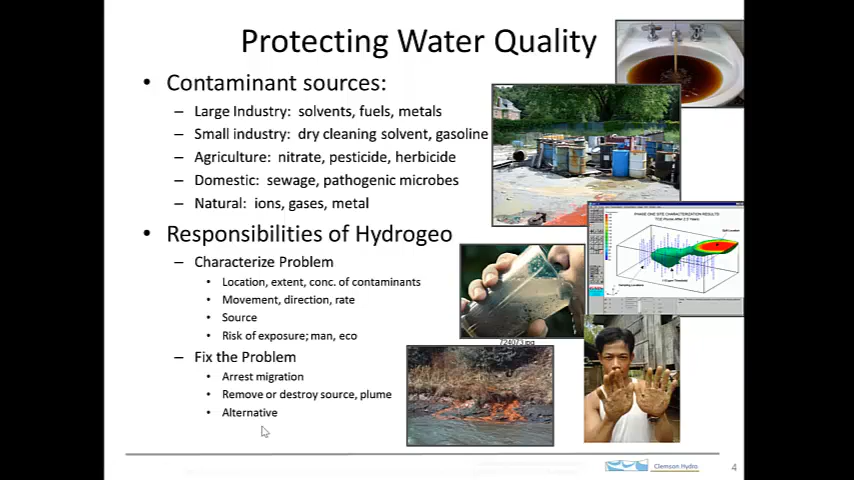 Protecting Water Quality
• Contaminant sources:
– Large Industry: solvents, fuels, metals
– Small industry: dry cleaning solvent, gasoline
– Agriculture: nitrate, pesticide, herbicide
– Domestic: sewage, pathogenic microbes
– Natural: ions, gases, metal
• Responsibilities of Hydrogeo
– Characterize Problem
• Location, extent, conc. of contaminants
• Movement, direction, rate
• Source
• Risk of exposure; man, eco
– Fix the Problem
• Arrest migration
• Remove or destroy source, plume
• Alternative
PHASE ONE SITE CHARACTERIZATION RESULTS
724073.jpg
Clemson Hydro
4